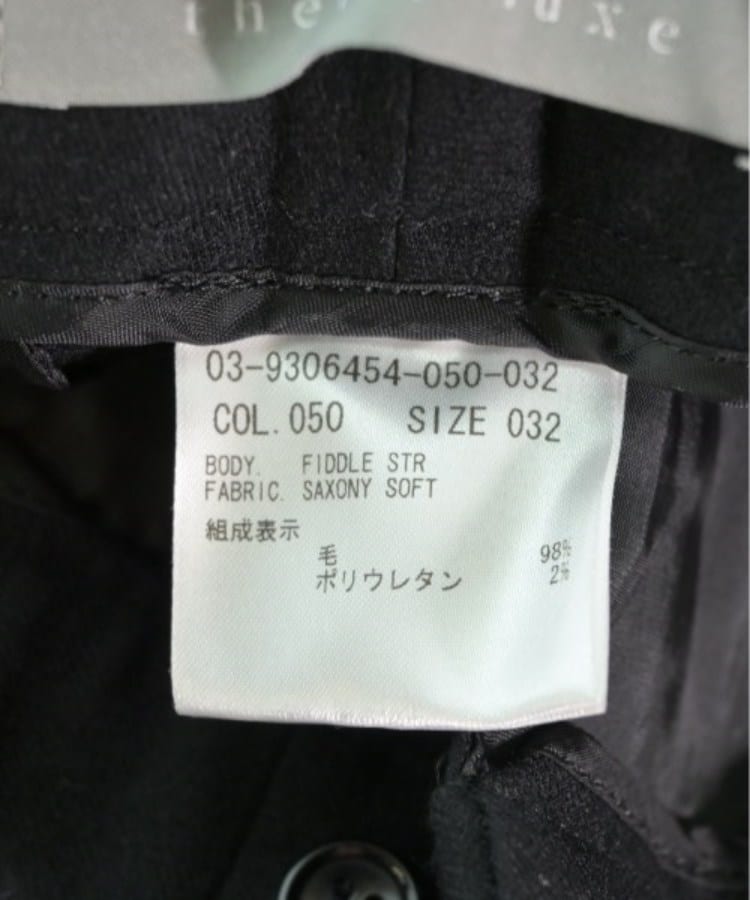 03-9306454-050-032
COL.050 SIZE 032
BODY. FIDDLE STR
FABRIC. SAXONY SOFT
組成表示
毛 98%
ポリウレタン 2%